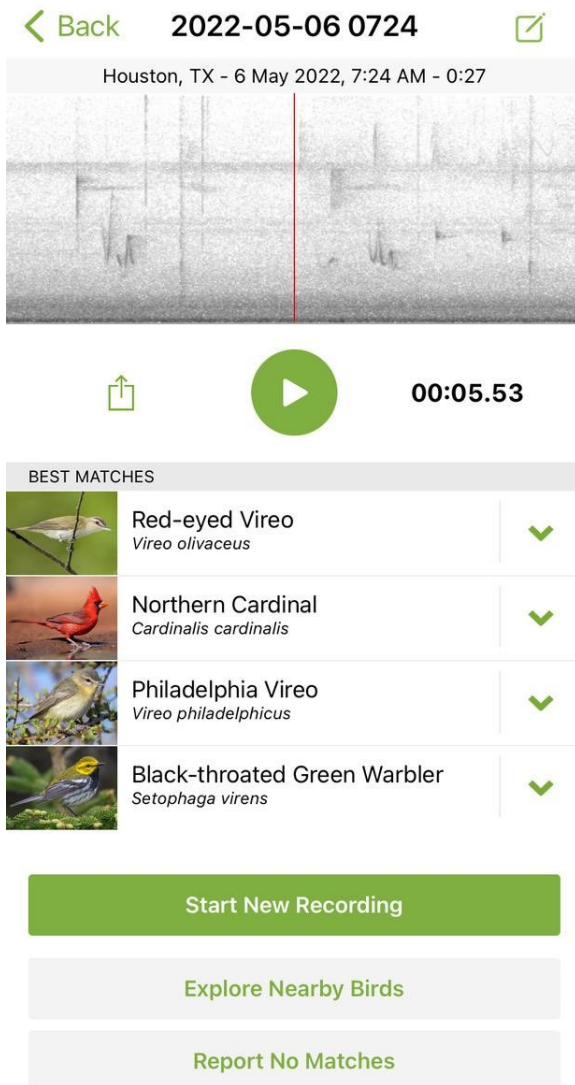 Back 2022-05-06 0724
Houston, TX - 6 May 2022, 7:24 AM - 0:27
00:05.53
BEST MATCHES
Red-eyed Vireo
Vireo olivaceus
Northern Cardinal
Cardinalis cardinalis
Philadelphia Vireo
Vireo philadelphicus
Black-throated Green Warbler
Setophaga virens
Start New Recording
Explore Nearby Birds
Report No Matches